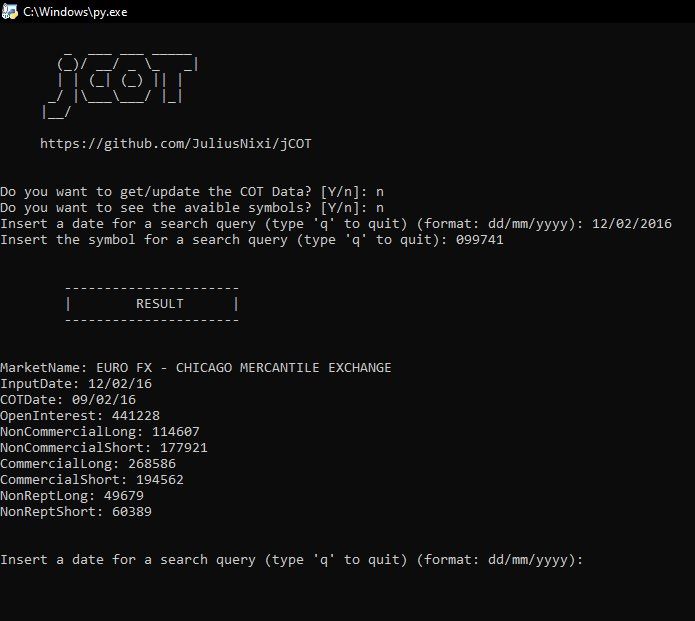 C:\Windows\py.exe
jCOT
https://github.com/JuliusNixi/jCOT
Do you want to get/update the COT Data? [Y/n]: n
Do you want to see the avaible symbols? [Y/n]: n
Insert a date for a search query (type 'q' to quit) (format: dd/mm/yyyy): 12/02/2016
Insert the symbol for a search query (type 'q' to quit): 099741
RESULT
MarketName: EURO FX - CHICAGO MERCANTILE EXCHANGE
InputDate: 12/02/16
COTDate: 09/02/16
OpenInterest: 441228
NonCommercialLong: 114607
NonCommercialShort: 177921
CommercialLong: 268586
CommercialShort: 194562
NonReptLong: 49679
NonReptShort: 60389
Insert a date for a search query (type 'q' to quit) (format: dd/mm/yyyy):